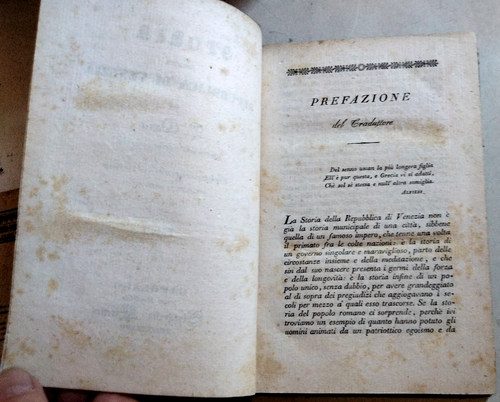 PREFAZIONE
del Traduttore
Del senno uman la più longeva figlia
Ell'è pur questa, e Grecia vi si adatti,
Chè sol sè stessa e null' altra somiglia.
ALFIERI.
La Storia della Repubblica di Venezia non è
già la storia municipale di una città, sibbene
quella di un famoso impero, che tenne una volta
il primato fra le colte nazioni: è la storia di
un governo singolare e maraviglioso, parto delle
circostanze insieme e della meditazione, e che
sin dal suo nascere presenta i germi della forza
e della longevità: è la storia infine di un po-
polo unico, senza dubbio, per avere grandeggiato
al di sopra dei pregiudizi che aggiogavano i se-
coli per mezzo a quali esso trascorse. Se la sto-
ria del popolo romano ci sorprende, perchè ivi
troviamo un esempio di quanto hanno potuto gli
uomini animati da un patriottico eguismo e da